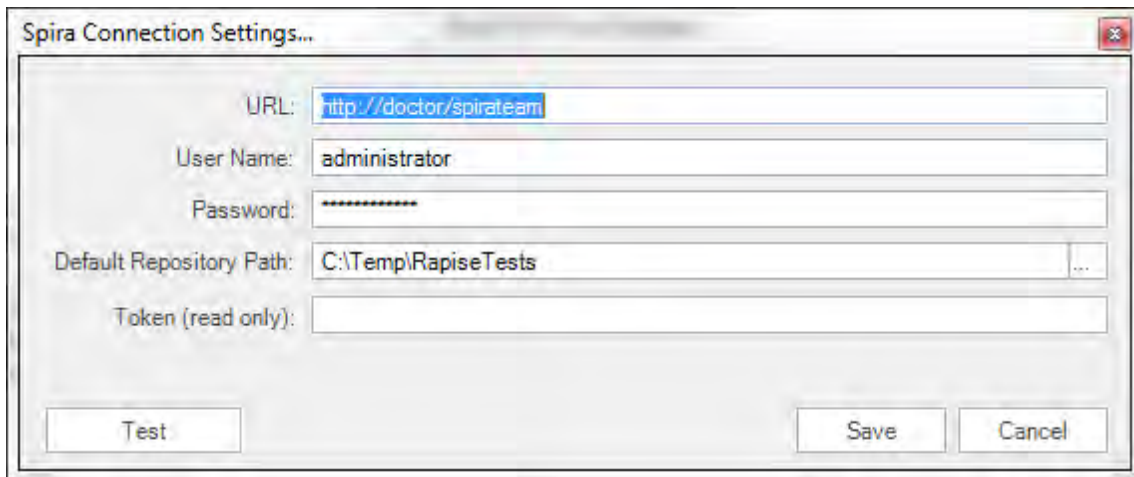 Spira Connection Settings...
URL: http://doctor/spirateam
User Name: administrator
Password: *************
Default Repository Path: C:\Temp\RapiseTests ...
Token (read only):
Test Save Cancel